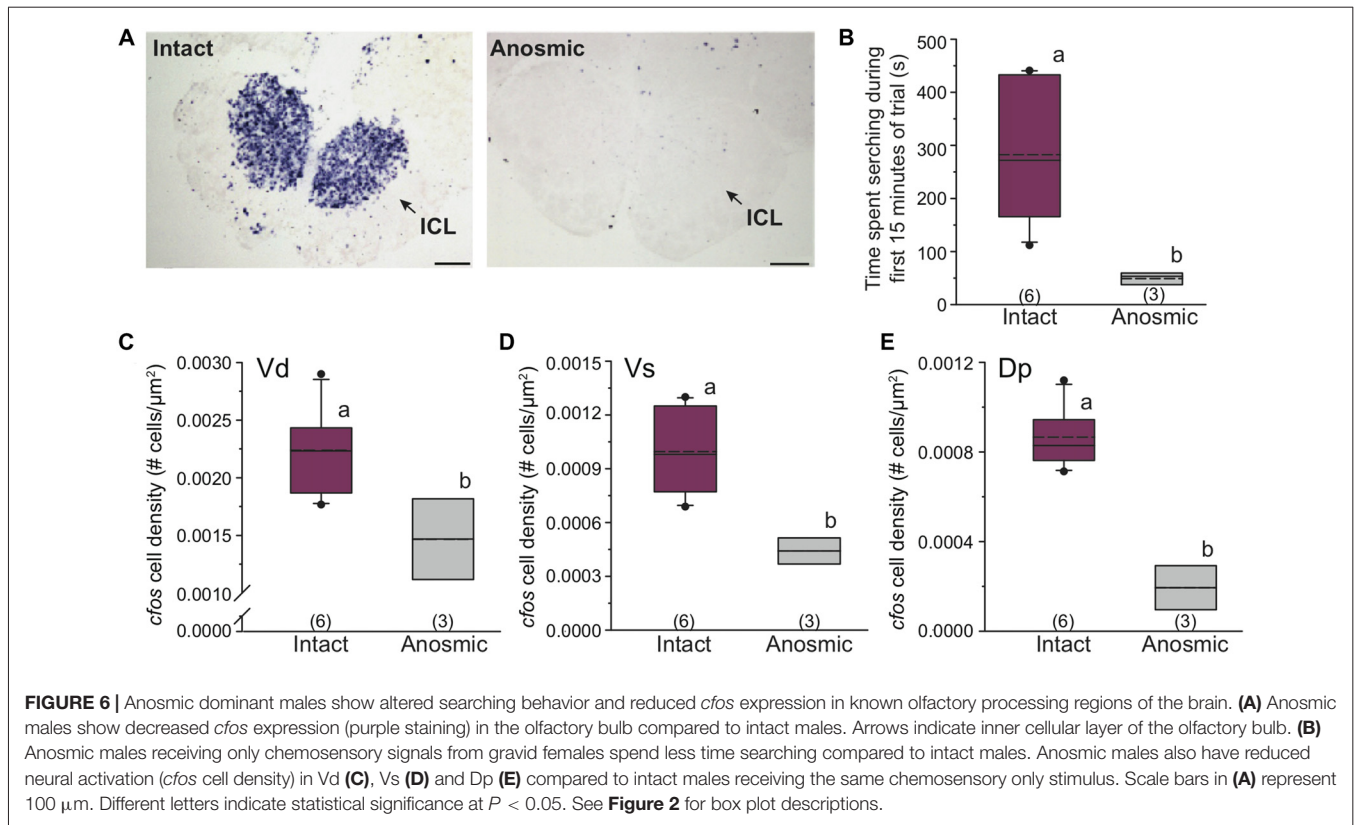 A
Intact
ICL
Anosmic
ICL
B
Time spent serching during
first 15 minutes of trial (s)
500
400
300
200
100
0
a
b
(6)
(3)
Intact
Anosmic
C
Vd
cfos cell density (# cells/µm²)
0.0030
0.0025
0.0020
0.0015
0.0010
0.0000
a
b
(6)
(3)
Intact
Anosmic
D
Vs
cfos cell density (# cells/µm²)
0.0015
0.0012
0.0009
0.0006
0.0003
0.0000
a
b
(6)
(3)
Intact
Anosmic
E
Dp
cfos cell density (# cells/µm²)
0.0012
0.0008
0.0004
0.0000
a
b
(6)
(3)
Intact
Anosmic
FIGURE 6 | Anosmic dominant males show altered searching behavior and reduced cfos expression in known olfactory processing regions of the brain. (A) Anosmic
males show decreased cfos expression (purple staining) in the olfactory bulb compared to intact males. Arrows indicate inner cellular layer of the olfactory bulb. (B)
Anosmic males receiving only chemosensory signals from gravid females spend less time searching compared to intact males. Anosmic males also have reduced
neural activation (cfos cell density) in Vd (C), Vs (D) and Dp (E) compared to intact males receiving the same chemosensory only stimulus. Scale bars in (A) represent
100 µm. Different letters indicate statistical significance at P < 0.05. See Figure 2 for box plot descriptions.